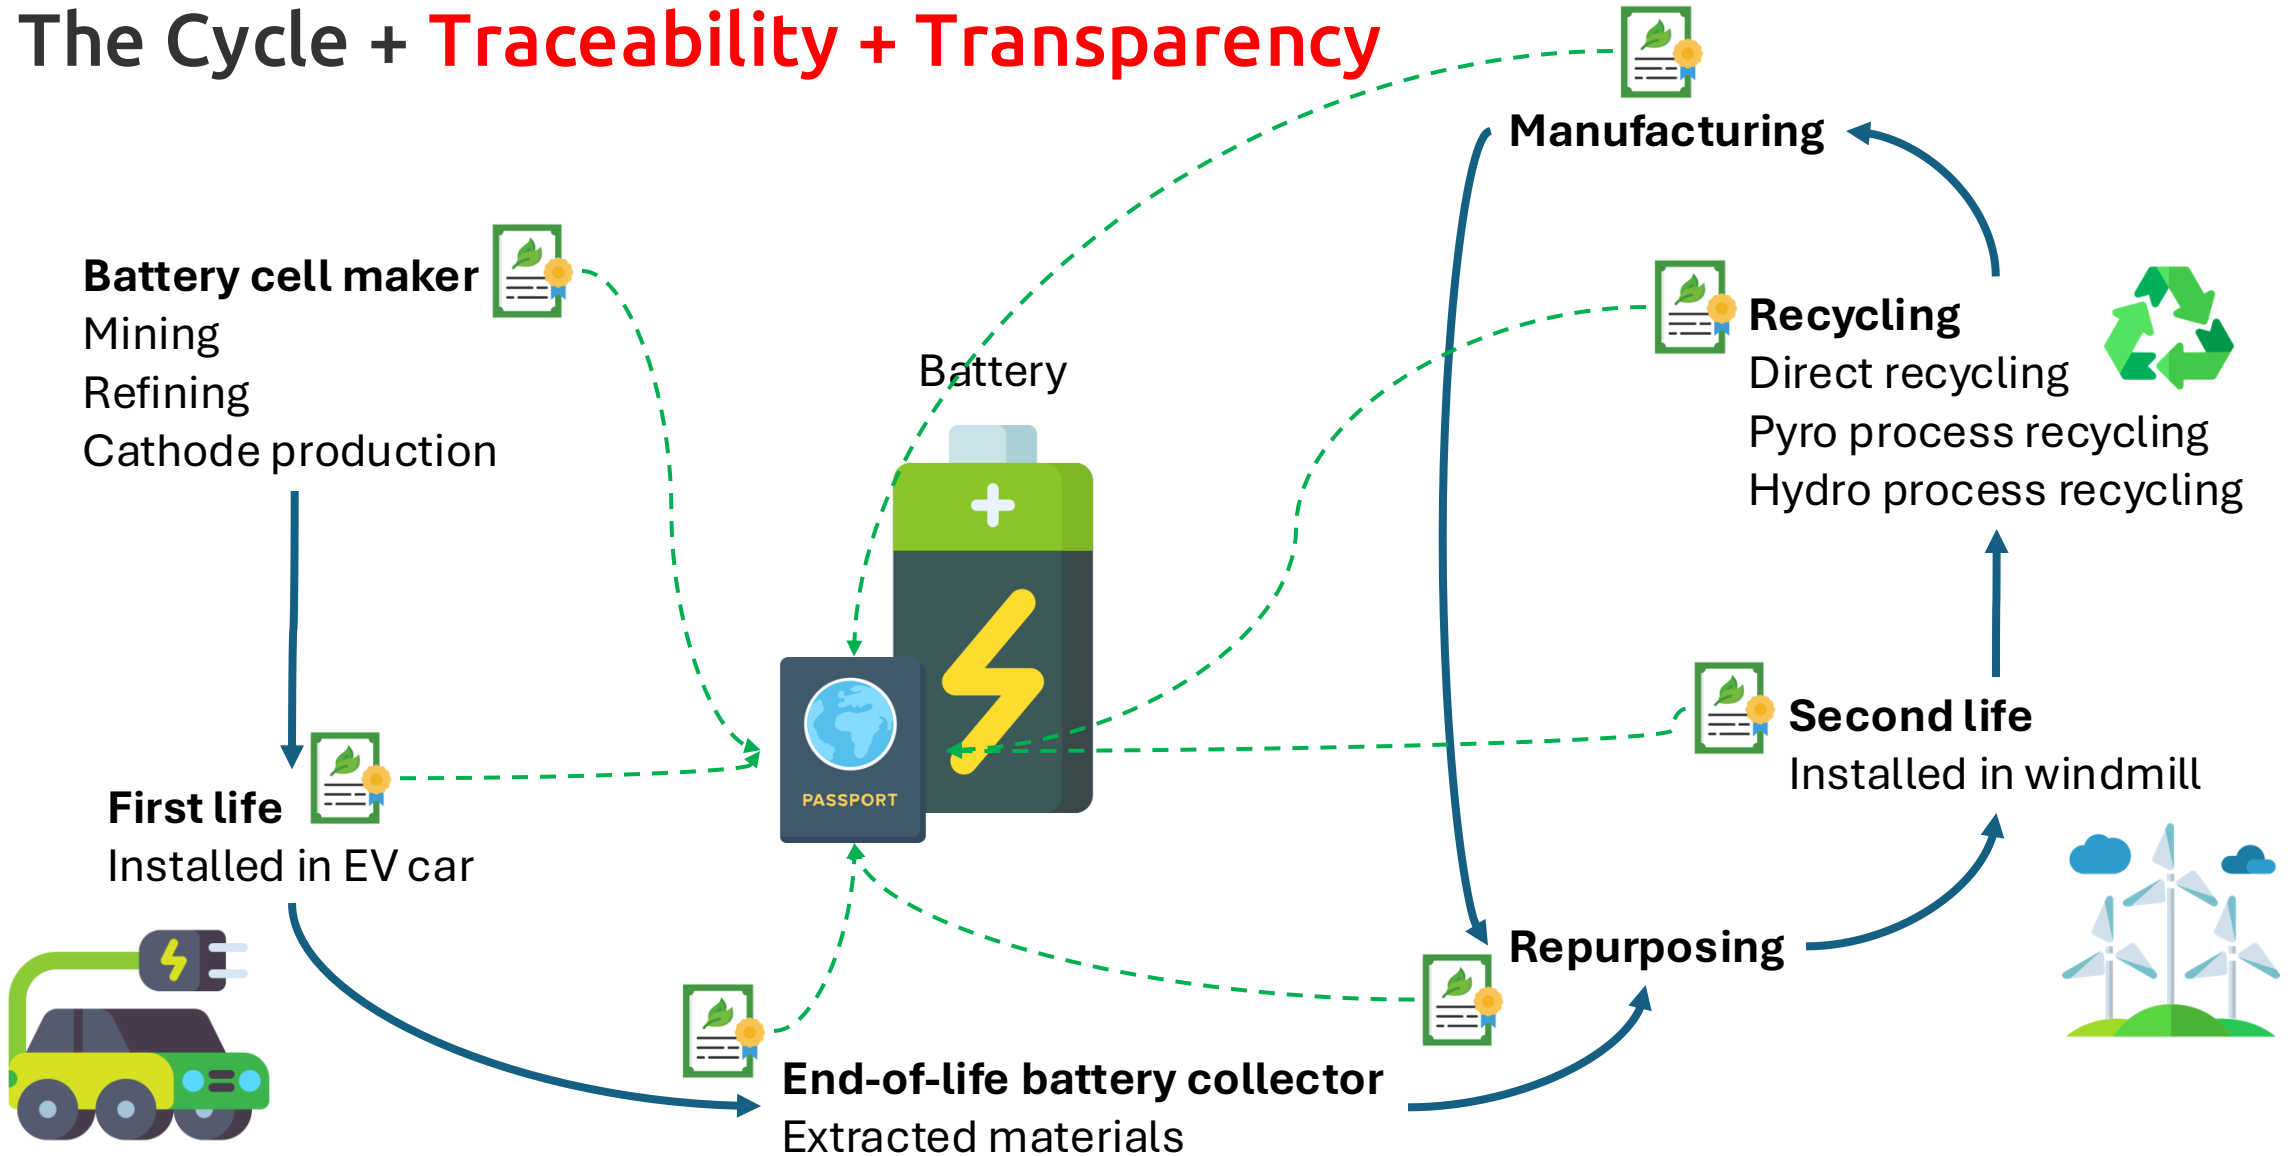 The Cycle + Traceability + Transparency
Manufacturing
Battery cell maker
Mining
Refining
Cathode production
Battery
Recycling
Direct recycling
Pyro process recycling
Hydro process recycling
First life
Installed in EV car
PASSPORT
Second life
Installed in windmill
Repurposing
End-of-life battery collector
Extracted materials